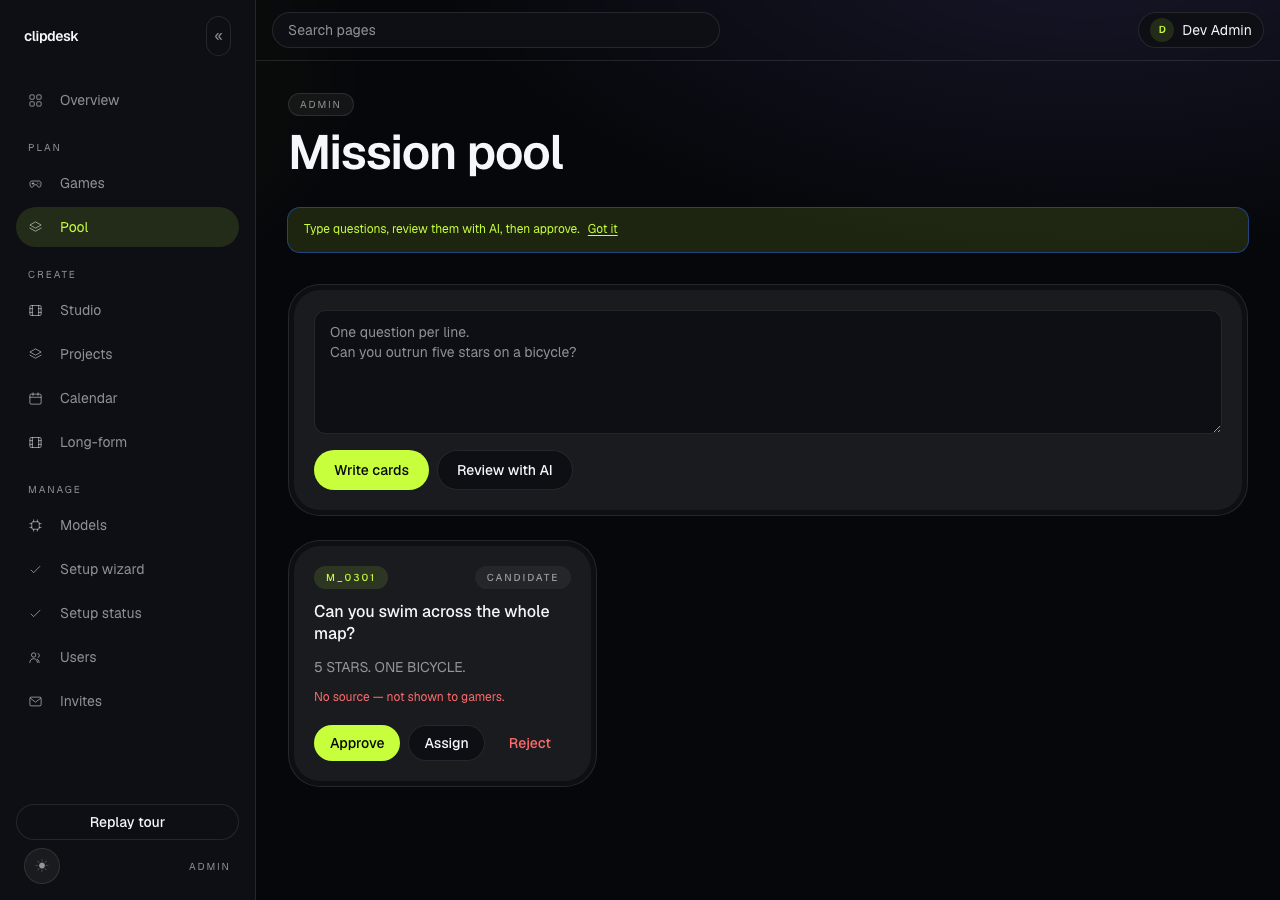 clipdesk
«
Search pages
D
Dev Admin
Overview
PLAN
Games
Pool
CREATE
Studio
Projects
Calendar
Long-form
MANAGE
Models
Setup wizard
Setup status
Users
Invites
Replay tour
ADMIN
ADMIN
Mission pool
Type questions, review them with AI, then approve. Got it
One question per line.
Can you outrun five stars on a bicycle?
Write cards
Review with AI
M_0301
CANDIDATE
Can you swim across the whole
map?
5 STARS. ONE BICYCLE.
No source — not shown to gamers.
Approve
Assign
Reject